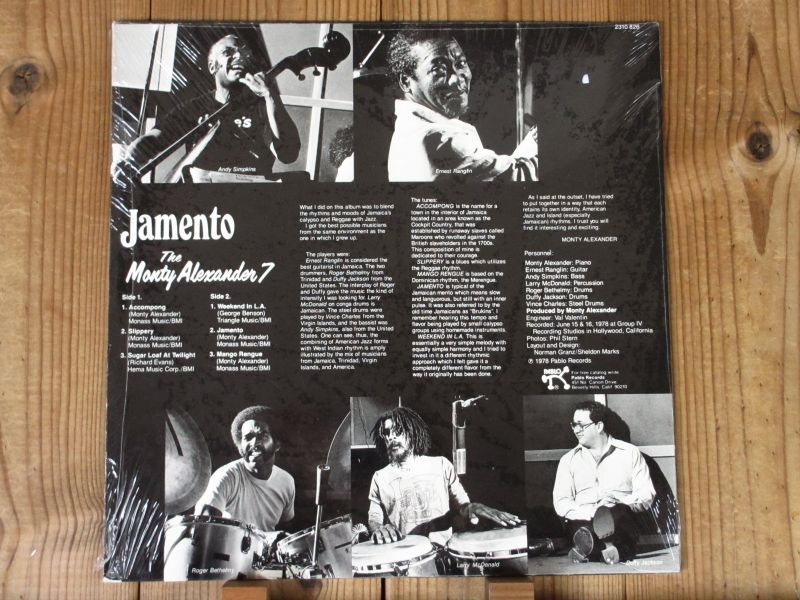 2310 826
Andy Simpkins
Ernest Ranglin
Jamento
The
Monty Alexander 7
Side 1.
1. Accompong
(Monty Alexander)
Monass Music/BMI
2. Slippery
(Monty Alexander)
Monass Music/BMI
3. Sugar Loaf At Twilight
(Richard Evans)
Hema Music Corp./BMI
Side 2.
1. Weekend In L.A.
(George Benson)
Triangle Music/BMI
2. Jamento
(Monty Alexander)
Monass Music/BMI
3. Mango Rengue
(Monty Alexander)
Monass Music/BMI
What I did on this album was to blend
the rhythms and moods of Jamaica's
calypso and Reggae with Jazz.
I got the best possible musicians
from the same environment as the
one in which I grew up.
The players were:
Ernest Ranglin is considered the
best guitarist in Jamaica. The two
drummers, Roger Bethelmy from
Trinidad and Duffy Jackson from the
United States. The interplay of Roger
and Duffy gave the music the kind of
intensity I was looking for. Larry
McDonald on conga drums is
Jamaican. The steel drums were
played by Vince Charles from the
Virgin Islands, and the bassist was
Andy Simpkins, also from the United
States. One can see, thus, the
combining of American Jazz forms
with West Indian rhythm is amply
illustrated by the mix of musicians
from Jamaica, Trinidad, Virgin
Islands, and America.
The tunes:
ACCOMPONG is the name for a
town in the interior of Jamaica
located in an area known as the
Cockpit Country, that was
established by runaway slaves called
Maroons who revolted against the
British slaveholders in the 1700s.
This composition of mine is
dedicated to their courage.
SLIPPERY is a blues which utilizes
the Reggae rhythm.
MANGO RENGUE is based on the
Dominican rhythm, the Merengue.
JAMENTO is typical of the
Jamaican mento which maybe slow
and languorous, but still with an inner
pulse. It was also referred to by the
old time Jamaicans as "Brukins". I
remember hearing this tempo and
flavor being played by small calypso
groups using homemade instruments.
WEEKEND IN L.A. This is
essentially a very simple melody with
equally simple harmony and I tried to
invest in it a different rhythmic
approach which I felt gave it a
completely different flavor from the
way it originally has been done.
As I said at the outset, I have tried
to put together in a way that each
retains its own identity, American
Jazz and Island (especially
Jamaican) rhythms. I trust you will
find it interesting and exciting.
MONTY ALEXANDER
Personnel:
Monty Alexander: Piano
Ernest Ranglin: Guitar
Andy Simpkins: Bass
Larry McDonald: Percussion
Roger Bethelmy: Drums
Duffy Jackson: Drums
Vince Charles: Steel Drums
Produced by Monty Alexander
Engineer: Val Valentin
Recorded: June 15 & 16, 1978 at Group IV
Recording Studios in Hollywood, California
Photos: Phil Stern
Layout and Design:
Norman Granz/Sheldon Marks
℗ 1978 Pablo Records
PABLO
For free catalog write
Pablo Records
451 No. Canon Drive
Beverly Hills, Calif. 90210
Roger Bethelmy
Larry McDonald
Duffy Jackson